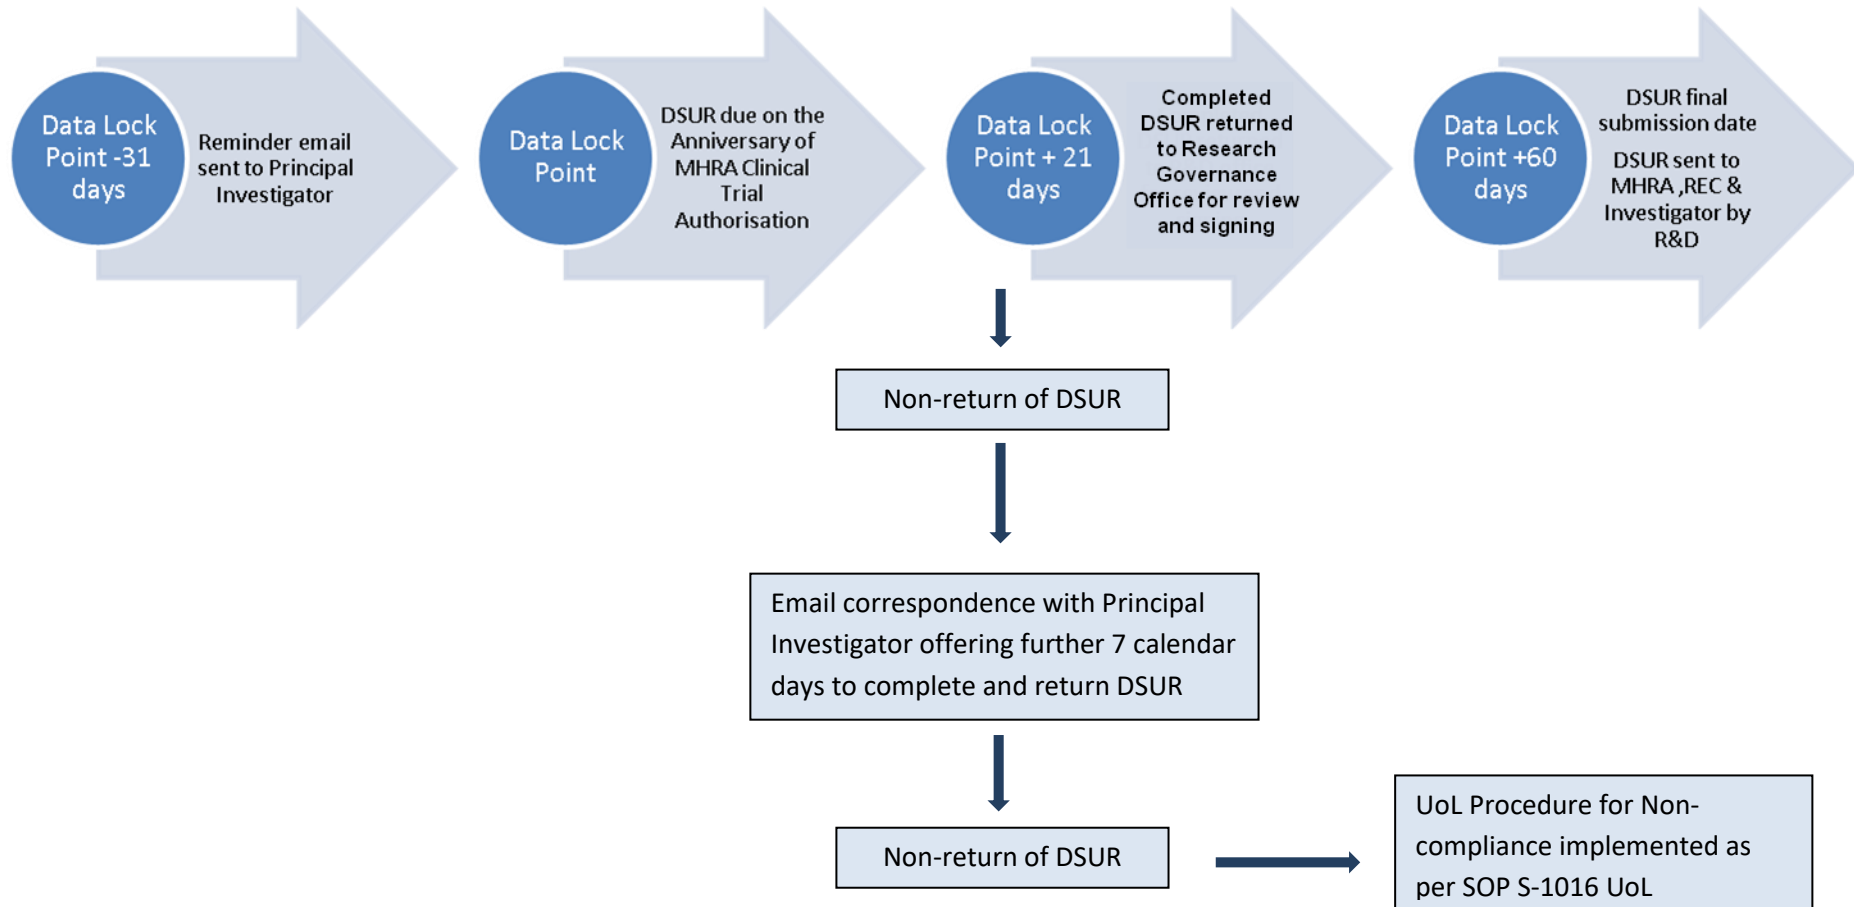 Data Lock
Point -31
days
Reminder email
sent to Principal
Investigator
Data Lock
Point
DSUR due on the
Anniversary of
MHRA Clinical
Trial
Authorisation
Data Lock
Point + 21
days
Completed
DSUR returned
to Research
Governance
Office for review
and signing
Data Lock
Point +60
days
DSUR final
submission date
DSUR sent to
MHRA ,REC &
Investigator by
R&D
Non-return of DSUR
Email correspondence with Principal
Investigator offering further 7 calendar
days to complete and return DSUR
Non-return of DSUR
UoL Procedure for Non-
compliance implemented as
per SOP S-1016 UoL